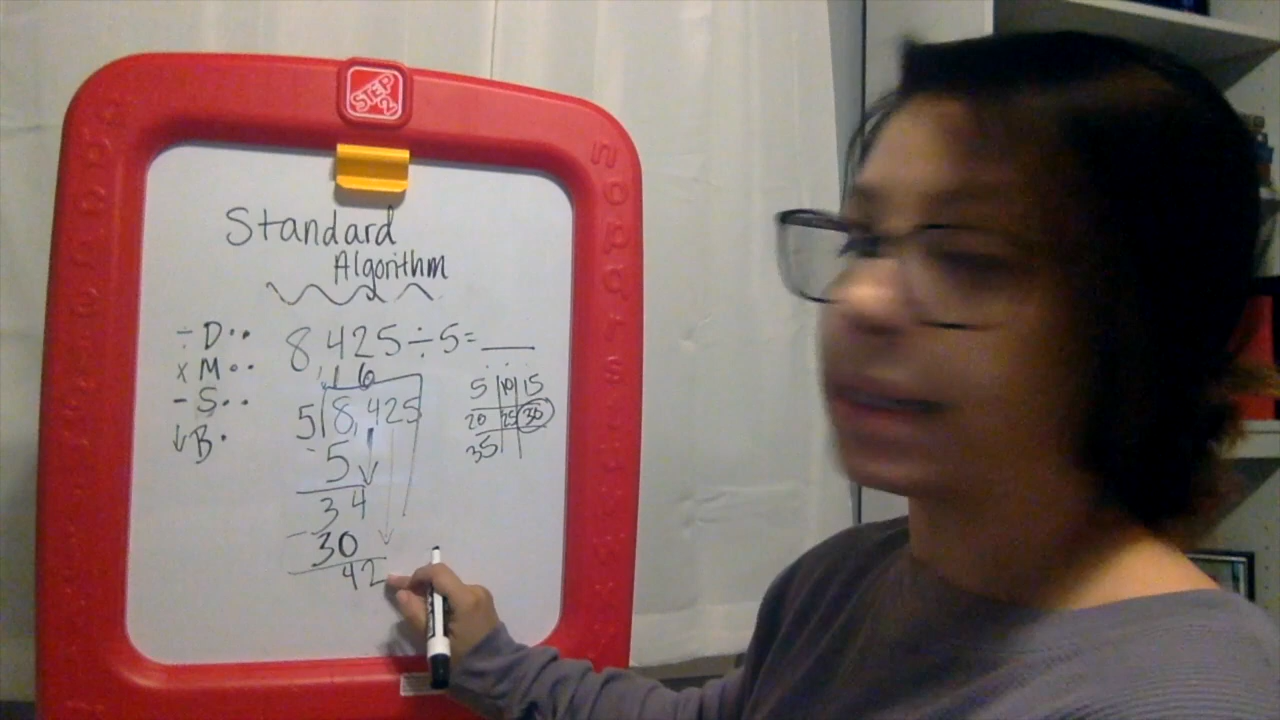 STEP 2
Standard
Algorithm
÷ D••
x M••
- S••
↓ B•
8,425 ÷ 5 = ___
1 6
5 8,425
- 5
3 4
- 30
42
5 10 15
20 25 30
35
n o p q r s